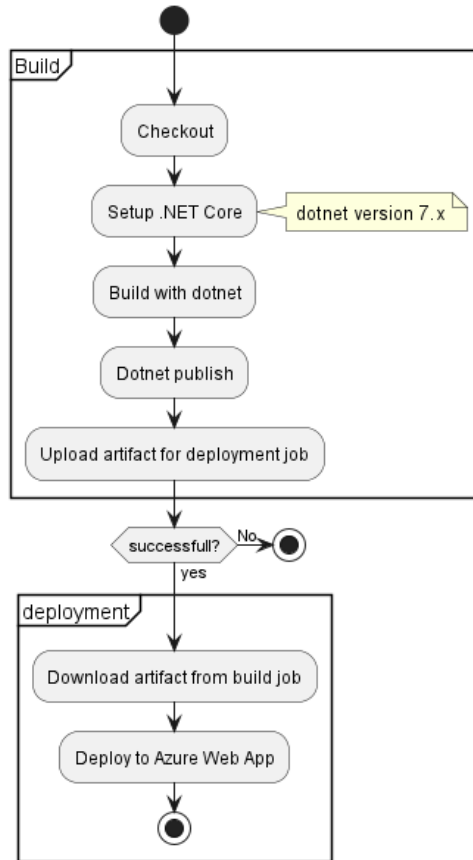 Build
Checkout
Setup .NET Core
dotnet version 7.x
Build with dotnet
Dotnet publish
Upload artifact for deployment job
successfull?
No
yes
deployment
Download artifact from build job
Deploy to Azure Web App